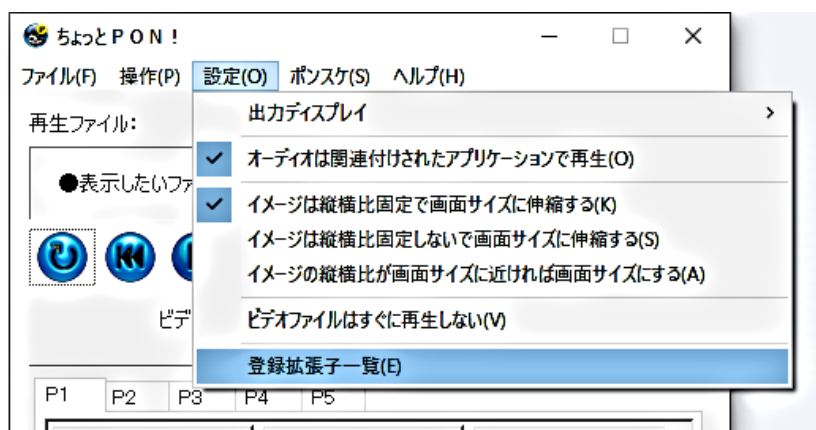 ちょっとPON!
ファイル(F) 操作(P) 設定(O) ポンスケ(S) ヘルプ(H)
再生ファイル:
●表示したいファ
ビデ
出力ディスプレイ
オーディオは関連付けされたアプリケーションで再生(O)
イメージは縦横比固定で画面サイズに伸縮する(K)
イメージは縦横比固定しないで画面サイズに伸縮する(S)
イメージの縦横比が画面サイズに近ければ画面サイズにする(A)
ビデオファイルはすぐに再生しない(V)
登録拡張子一覧(E)
P1 P2 P3 P4 P5